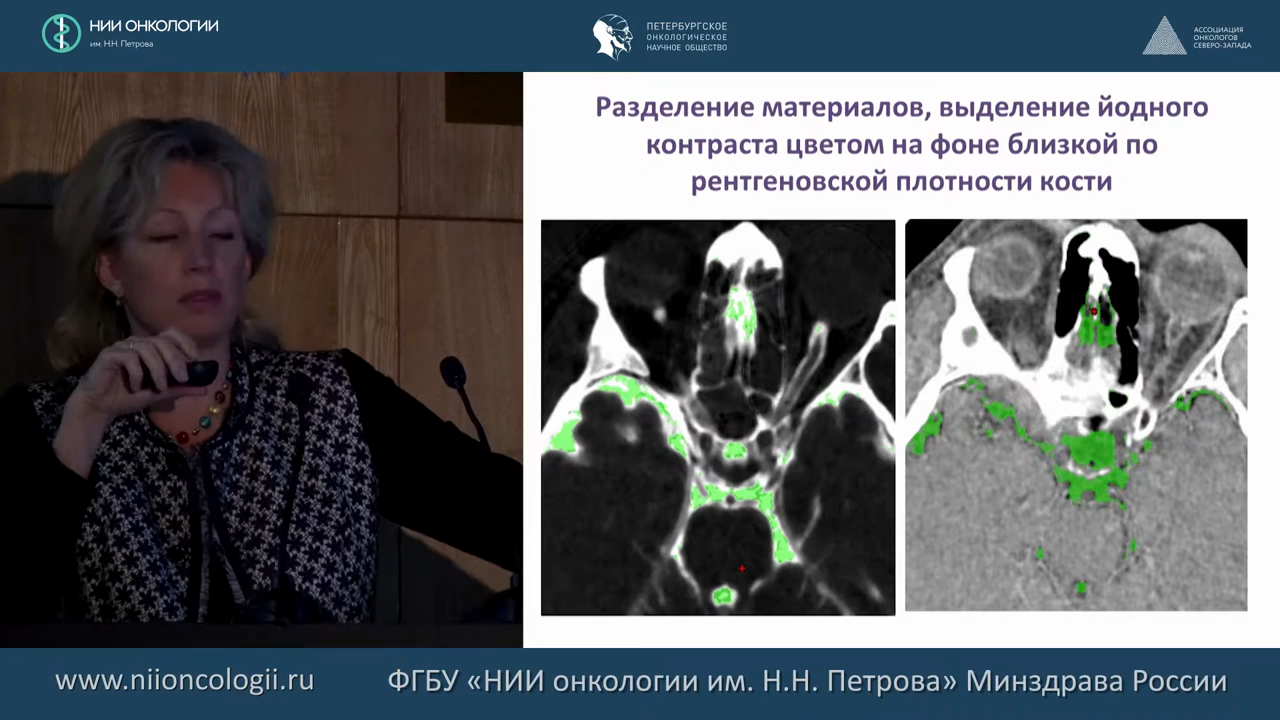 НИИ ОНКОЛОГИИ
им. Н.Н. Петрова
ПЕТЕРБУРГСКОЕ
ОНКОЛОГИЧЕСКОЕ
НАУЧНОЕ ОБЩЕСТВО
АССОЦИАЦИЯ
ОНКОЛОГОВ
СЕВЕРО-ЗАПАДА
Разделение материалов, выделение йодного
контраста цветом на фоне близкой по
рентгеновской плотности кости
www.niioncologii.ru
ФГБУ «НИИ онкологии им. Н.Н. Петрова» Минздрава России